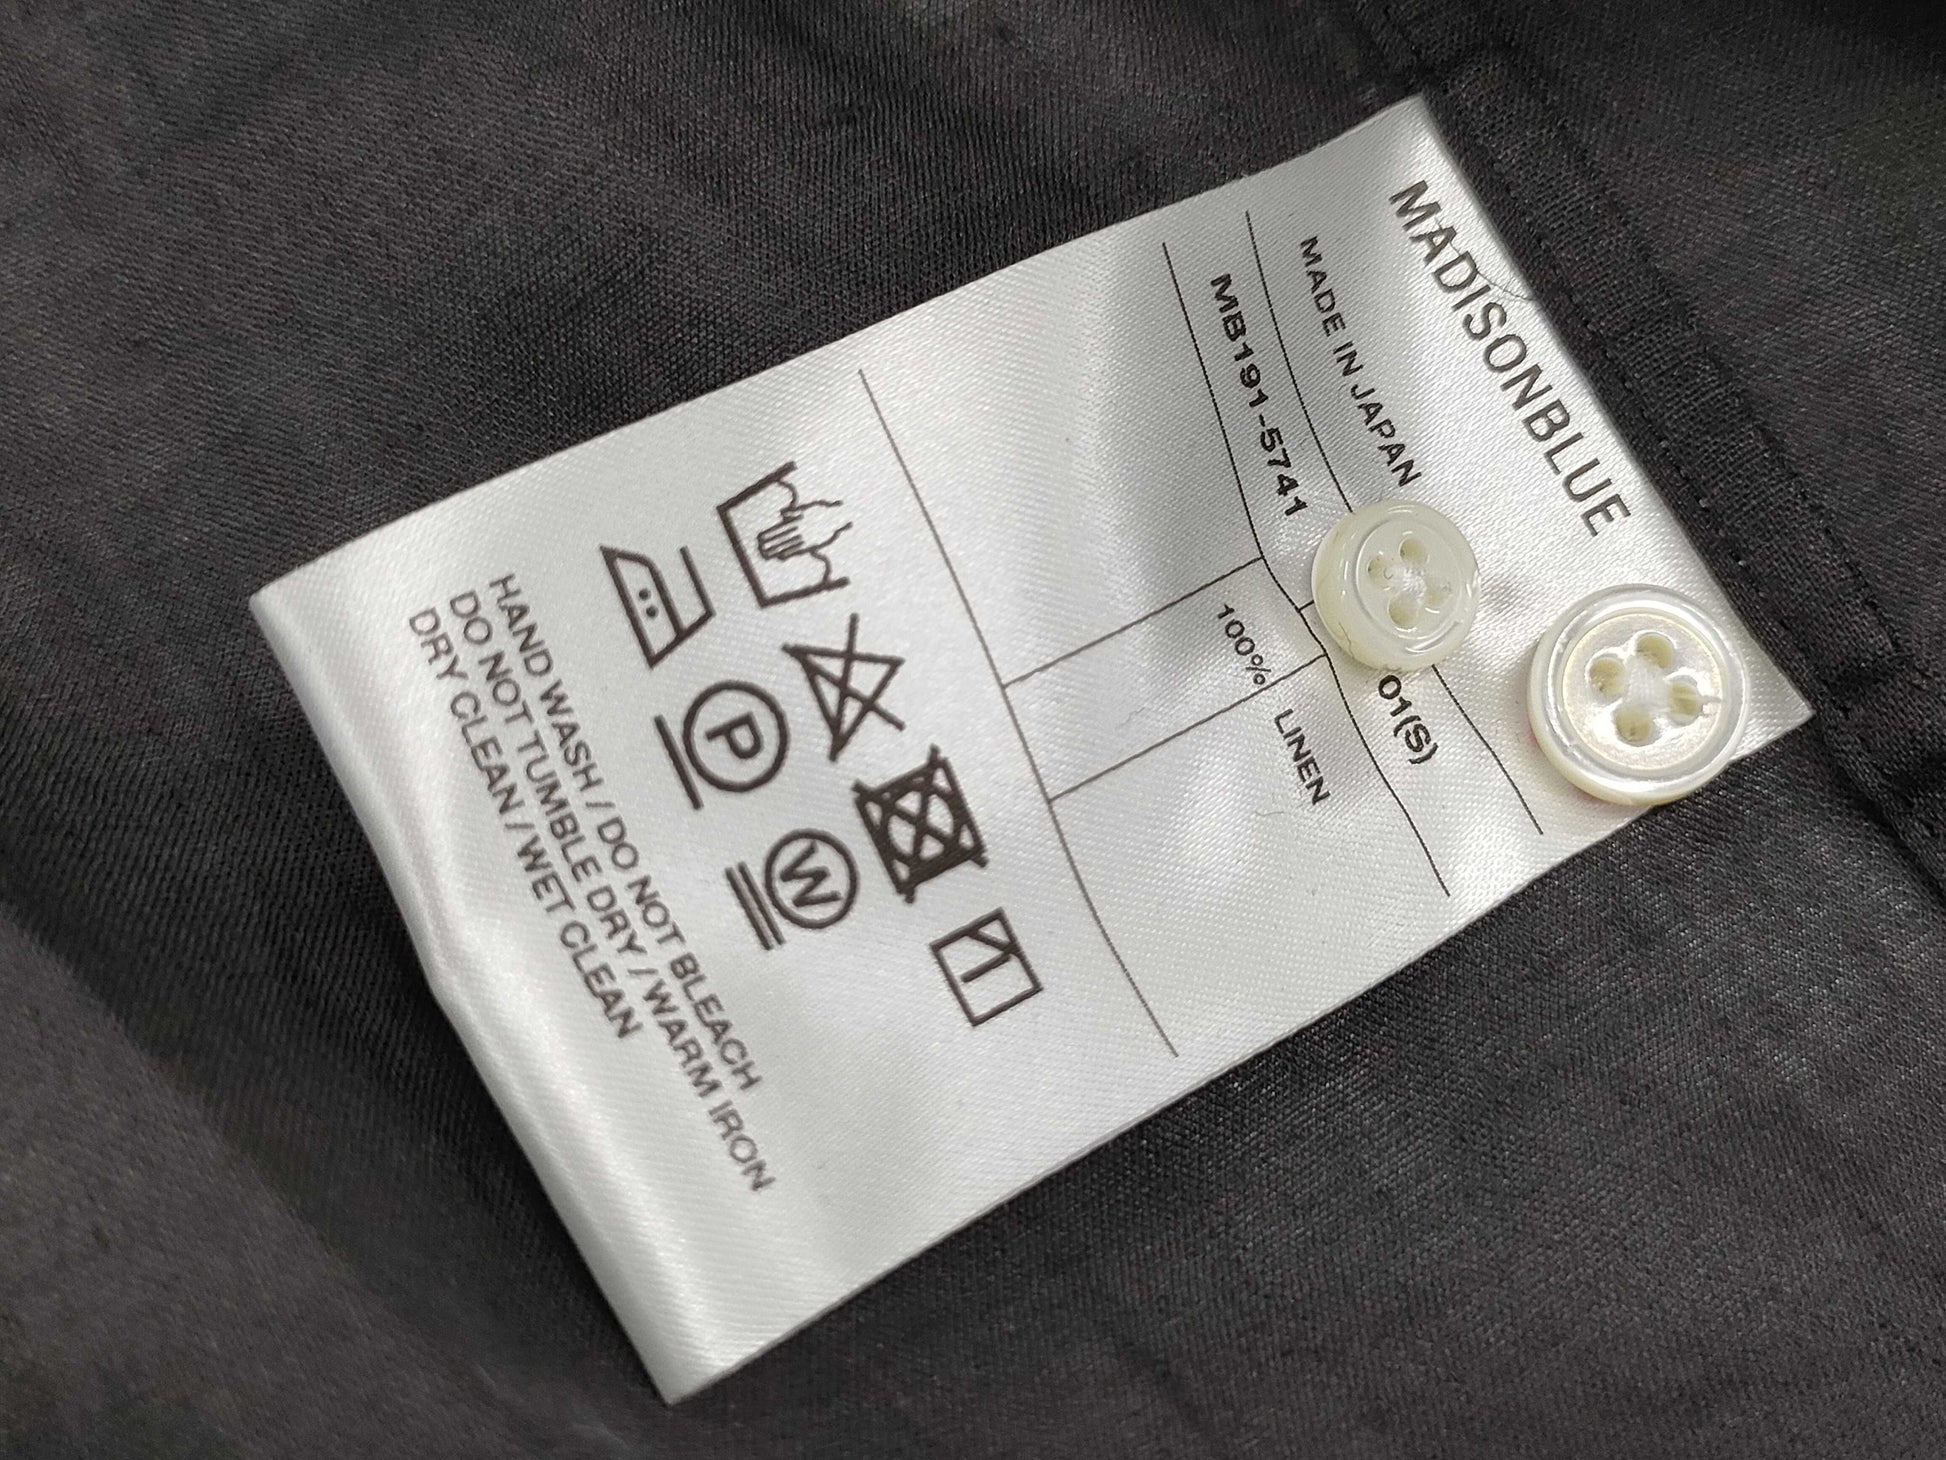 MADISONBLUE
MADE IN JAPAN
MB191-5741 01(S)
100% LINEN
P W
HAND WASH / DO NOT BLEACH
DO NOT TUMBLE DRY / WARM IRON
DRY CLEAN / WET CLEAN